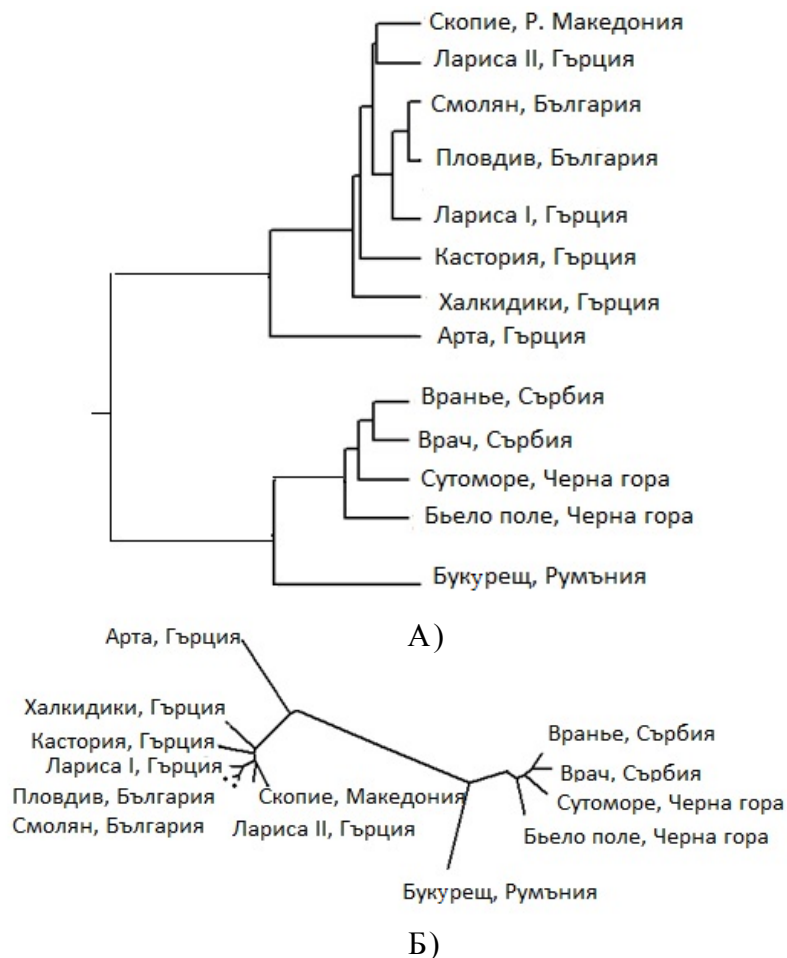 Скопие, Р. Македония
Лариса II, Гърция
Смолян, България
Пловдив, България
Лариса I, Гърция
Кастория, Гърция
Халкидики, Гърция
Арта, Гърция
Вранье, Сърбия
Врач, Сърбия
Сутоморе, Черна гора
Бьело поле, Черна гора
Букурещ, Румъния
А)
Арта, Гърция
Халкидики, Гърция
Кастория, Гърция
Лариса I, Гърция
Пловдив, България
Смолян, България
Скопие, Македония
Лариса II, Гърция
Вранье, Сърбия
Врач, Сърбия
Сутоморе, Черна гора
Бьело поле, Черна гора
Букурещ, Румъния
Б)